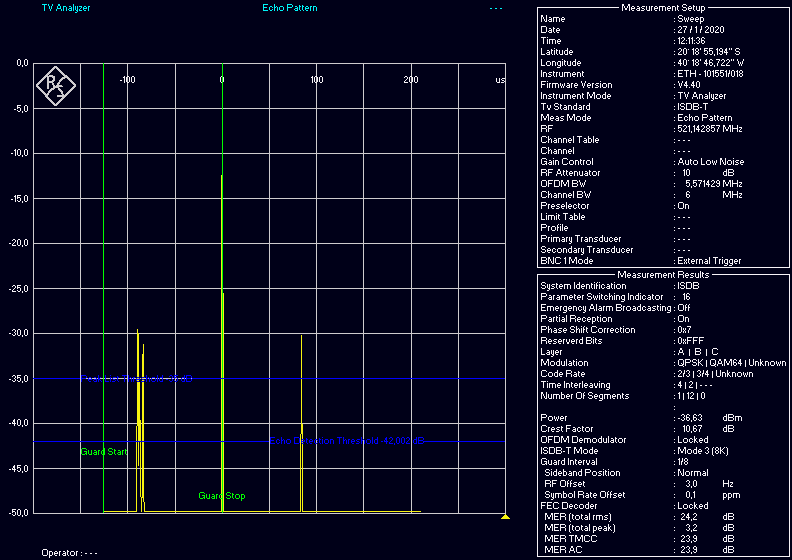 TV Analyzer Echo Pattern ---
0,0
-100 0 100 200 us
-5,0
-10,0
-15,0
-20,0
-25,0
-30,0
-35,0
-40,0
Echo Detection Threshold -42,000 dB
Guard Start
-45,0
Guard Stop
-50,0
Operator : ---
Measurement Setup
Name : Sweep
Date : 27 / 1 / 2020
Time : 12:11:36
Latitude : 20° 18' 55,194" S
Longitude : 40° 18' 46,722" W
Instrument : ETH - 101551/018
Firmware Version : V4.40
Instrument Mode : TV Analyzer
Tv Standard : ISDB-T
Meas Mode : Echo Pattern
RF : 521,142857 MHz
Channel Table : ---
Channel : ---
Gain Control : Auto Low Noise
RF Attenuator : 10 dB
OFDM BW : 5,571429 MHz
Channel BW : 6 MHz
Preselector : On
Limit Table : ---
Profile : ---
Primary Transducer : ---
Secondary Transducer : ---
BNC 1 Mode : External Trigger
Measurement Results
System Identification : ISDB
Parameter Switching Indicator : 16
Emergency Alarm Broadcasting : Off
Partial Reception : On
Phase Shift Correction : 0x7
Reserverd Bits : 0xFFF
Layer : A | B | C
Modulation : QPSK | QAM64 | Unknown
Code Rate : 2/3 | 3/4 | Unknown
Time Interleaving : 4 | 2 | ---
Number Of Segments : 1 | 12 | 0
:
Power : -36,63 dBm
Crest Factor : 10,67 dB
OFDM Demodulator : Locked
ISDB-T Mode : Mode 3 (8K)
Guard Interval : 1/8
Sideband Position : Normal
RF Offset : 3,0 Hz
Symbol Rate Offset : 0,1 ppm
FEC Decoder : Locked
MER (total rms) : 24,2 dB
MER (total peak) : 3,2 dB
MER TMCC : 23,9 dB
MER AC : 23,9 dB